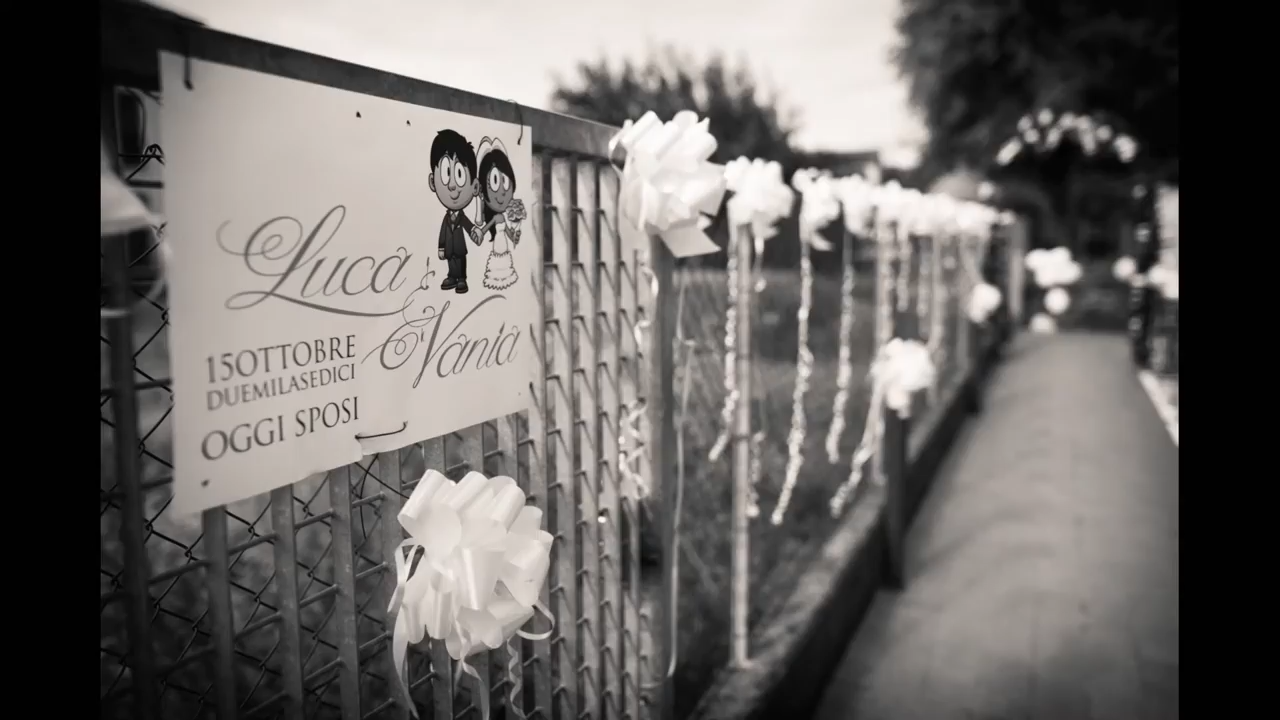 Luca &
Vania
15OTTOBRE
DUEMILASEDICI
OGGI SPOSI